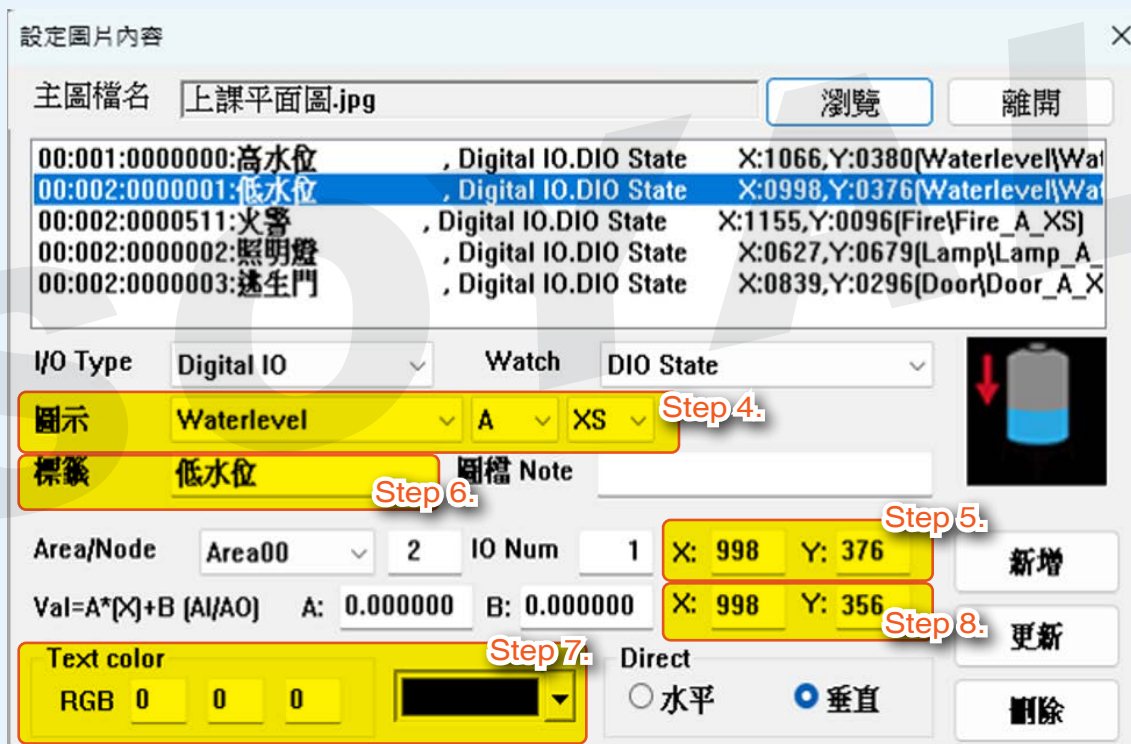 設定圖片內容
主圖檔名 上課平面圖.jpg 瀏覽 離開
00:001:0000000:高水位 , Digital IO.DIO State X:1066,Y:0380(Waterlevel\Wat
00:002:0000001:低水位 , Digital IO.DIO State X:0998,Y:0376(Waterlevel\Wat
00:002:0000511:火警 , Digital IO.DIO State X:1155,Y:0096(Fire\Fire_A_XS)
00:002:0000002:照明燈 , Digital IO.DIO State X:0627,Y:0679(Lamp\Lamp_A_
00:002:0000003:逃生門 , Digital IO.DIO State X:0839,Y:0296(Door\Door_A_X
I/O Type Digital IO Watch DIO State
圖示 Waterlevel A XS Step 4.
標籤 低水位 Step 6. 圖檔 Note
Step 5.
Area/Node Area00 2 IO Num 1 X: 998 Y: 376 新增
Val=A*(X)+B (AI/AO) A: 0.000000 B: 0.000000 X: 998 Y: 356 Step 8. 更新
Text color Step 7. Direct
RGB 0 0 0 水平 垂直 刪除
SOYAL